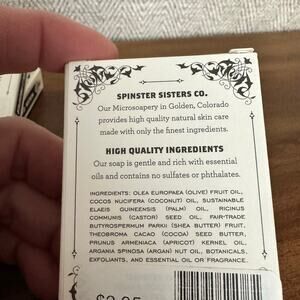 SPINSTER SISTERS CO.
Our Microsoapery in Golden, Colorado
provides high quality natural skin care
made with only the finest ingredients.
HIGH QUALITY INGREDIENTS
Our soap is gentle and rich with essential
oils and contains no sulfates or phthalates.
INGREDIENTS: OLEA EUROPAEA (OLIVE) FRUIT OIL,
COCOS NUCIFERA (COCONUT) OIL, SUSTAINABLE
ELAEIS GUINEENSIS (PALM) OIL, RICINUS
COMMUNIS (CASTOR) SEED OIL, FAIR-TRADE
BUTYROSPERMUM PARKII (SHEA BUTTER) FRUIT,
THEOBROMA CACAO (COCOA) SEED BUTTER,
PRUNUS ARMENIACA (APRICOT) KERNEL OIL,
ARGANIA SPINOSA (ARGAN) NUT OIL, BOTANICALS,
EXFOLIANTS, AND ESSENTIAL OIL OR FRAGRANCE.